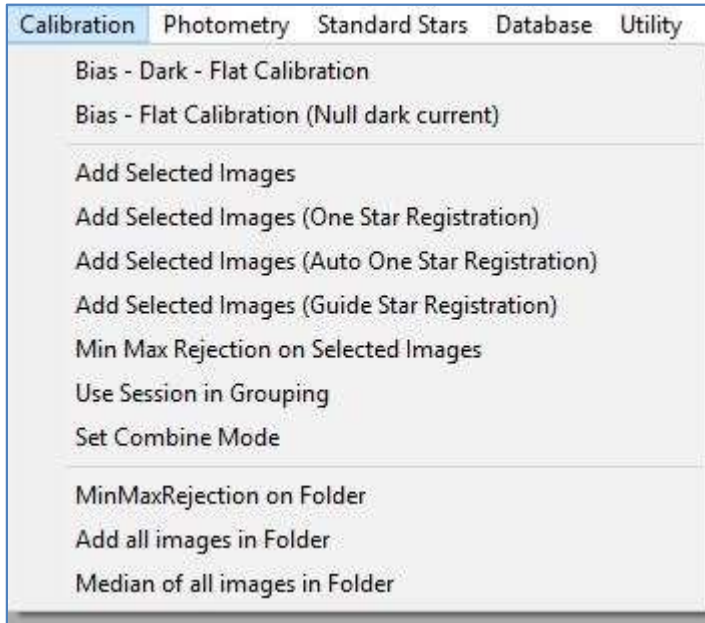 Calibration Photometry Standard Stars Database Utility
Bias - Dark - Flat Calibration
Bias - Flat Calibration (Null dark current)
Add Selected Images
Add Selected Images (One Star Registration)
Add Selected Images (Auto One Star Registration)
Add Selected Images (Guide Star Registration)
Min Max Rejection on Selected Images
Use Session in Grouping
Set Combine Mode
MinMaxRejection on Folder
Add all images in Folder
Median of all images in Folder